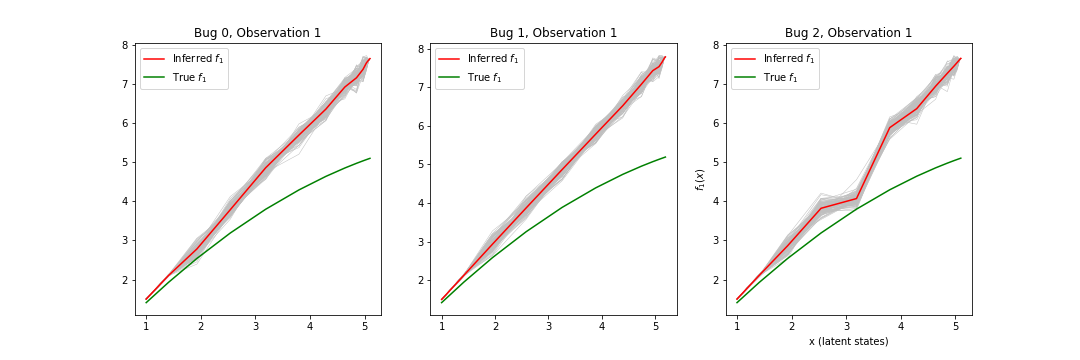 Bug 0, Observation 1
Inferred f₁
True f₁
8
7
6
5
4
3
2
1 2 3 4 5
Bug 1, Observation 1
Inferred f₁
True f₁
8
7
6
5
4
3
2
1 2 3 4 5
Bug 2, Observation 1
Inferred f₁
True f₁
f₁(x)
8
7
6
5
4
3
2
1 2 3 4 5
x (latent states)